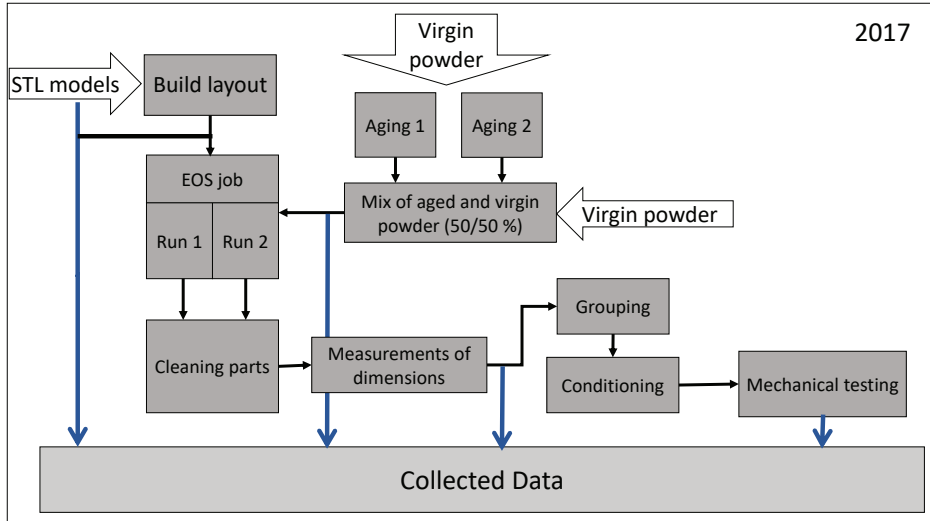 2017
Virgin
powder
STL models
Build layout
Aging 1
Aging 2
EOS job
Mix of aged and virgin
powder (50/50 %)
Virgin powder
Run 1
Run 2
Grouping
Cleaning parts
Measurements of
dimensions
Conditioning
Mechanical testing
Collected Data